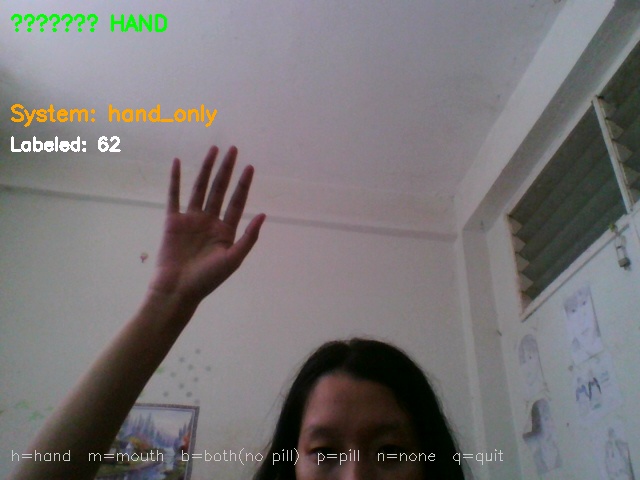 ??????? HAND
System: hand_only
Labeled: 62
h=hand m=mouth b=both(no pill) p=pill n=none q=quit